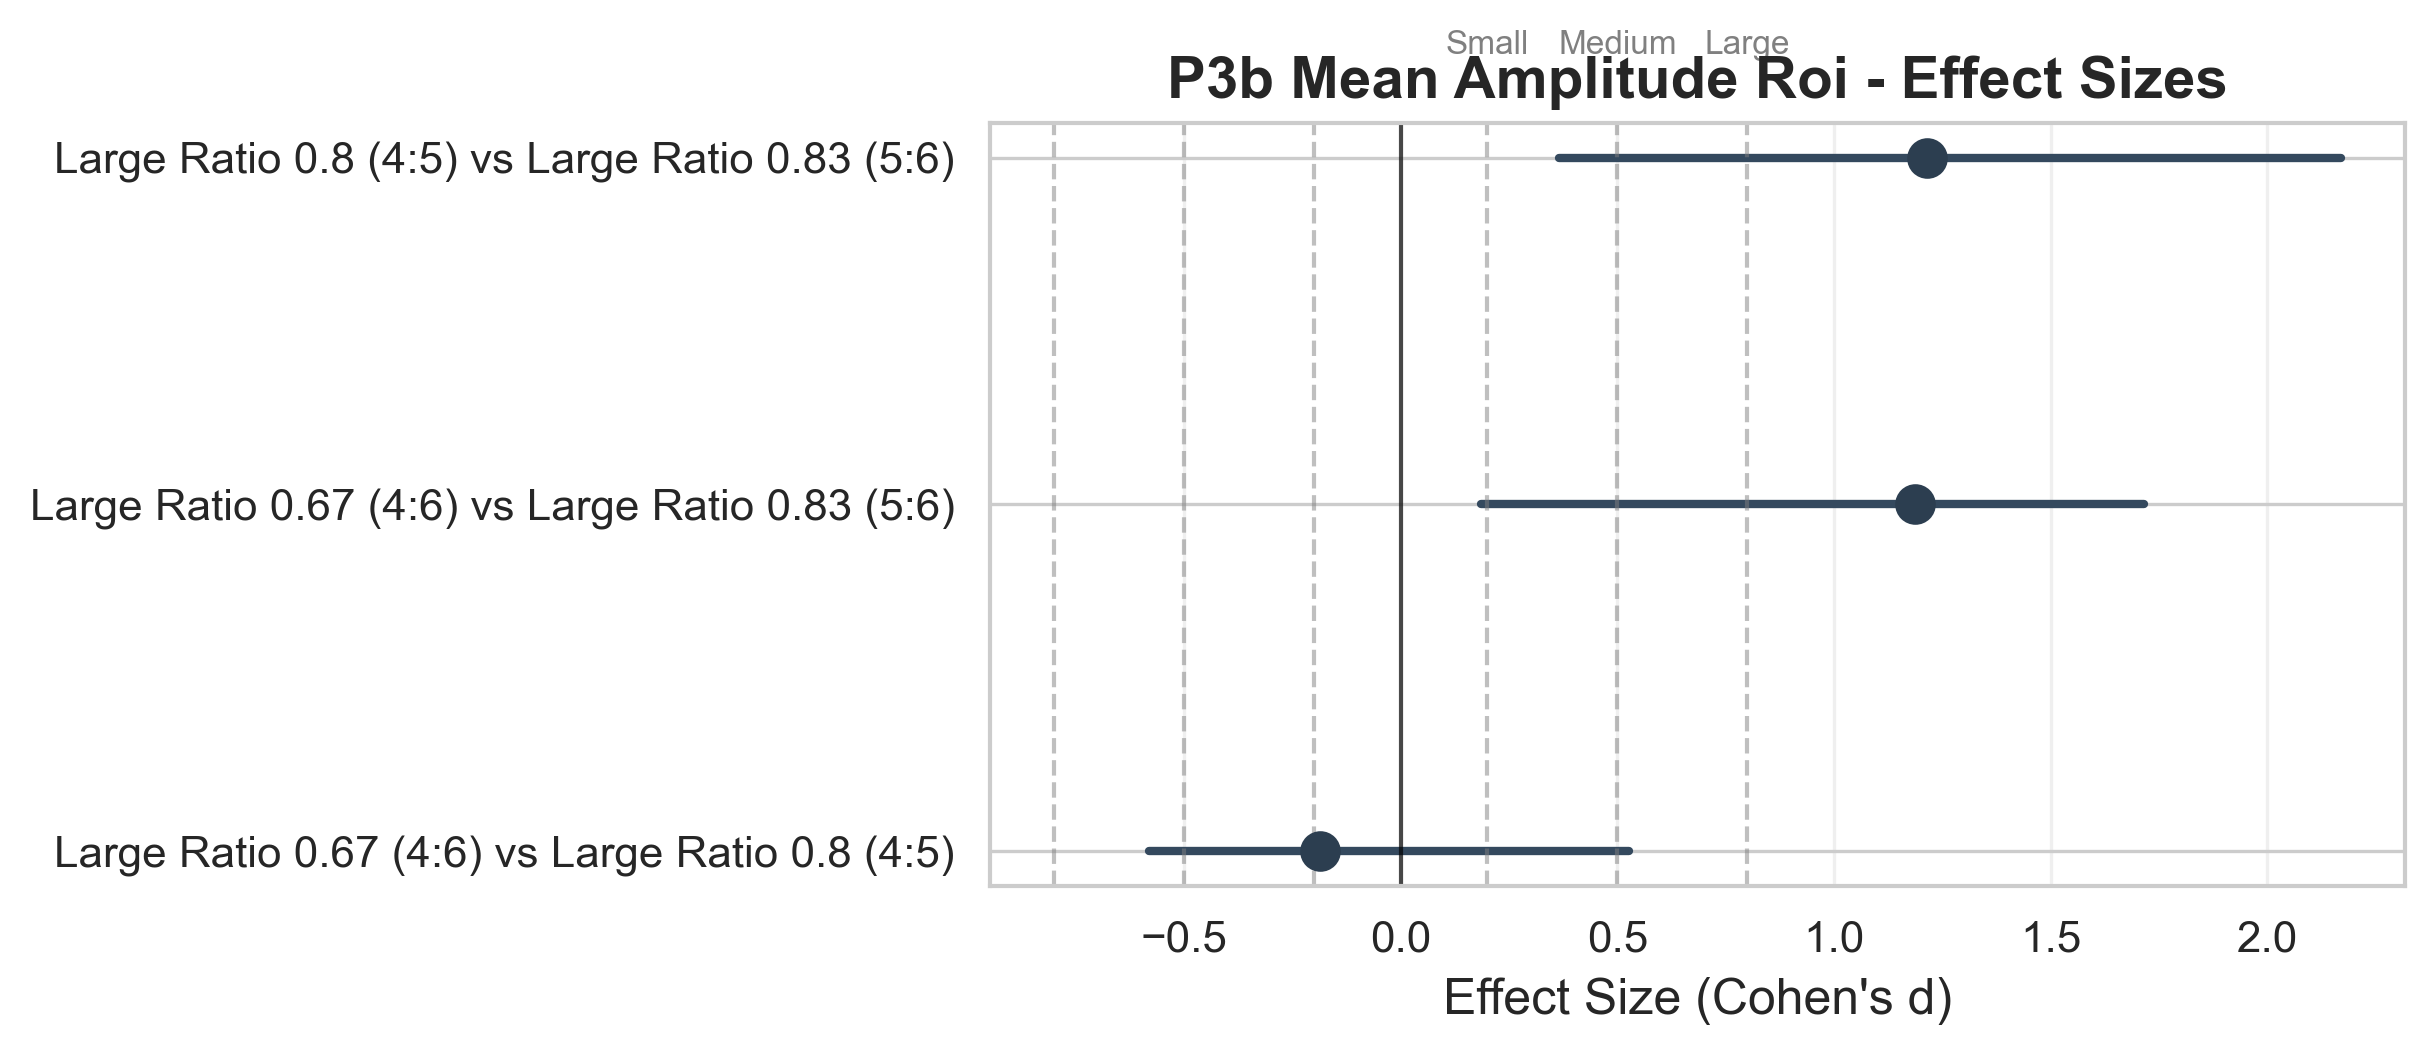 Small Medium Large
P3b Mean Amplitude Roi - Effect Sizes
Large Ratio 0.8 (4:5) vs Large Ratio 0.83 (5:6)
Large Ratio 0.67 (4:6) vs Large Ratio 0.83 (5:6)
Large Ratio 0.67 (4:6) vs Large Ratio 0.8 (4:5)
−0.5 0.0 0.5 1.0 1.5 2.0
Effect Size (Cohen's d)